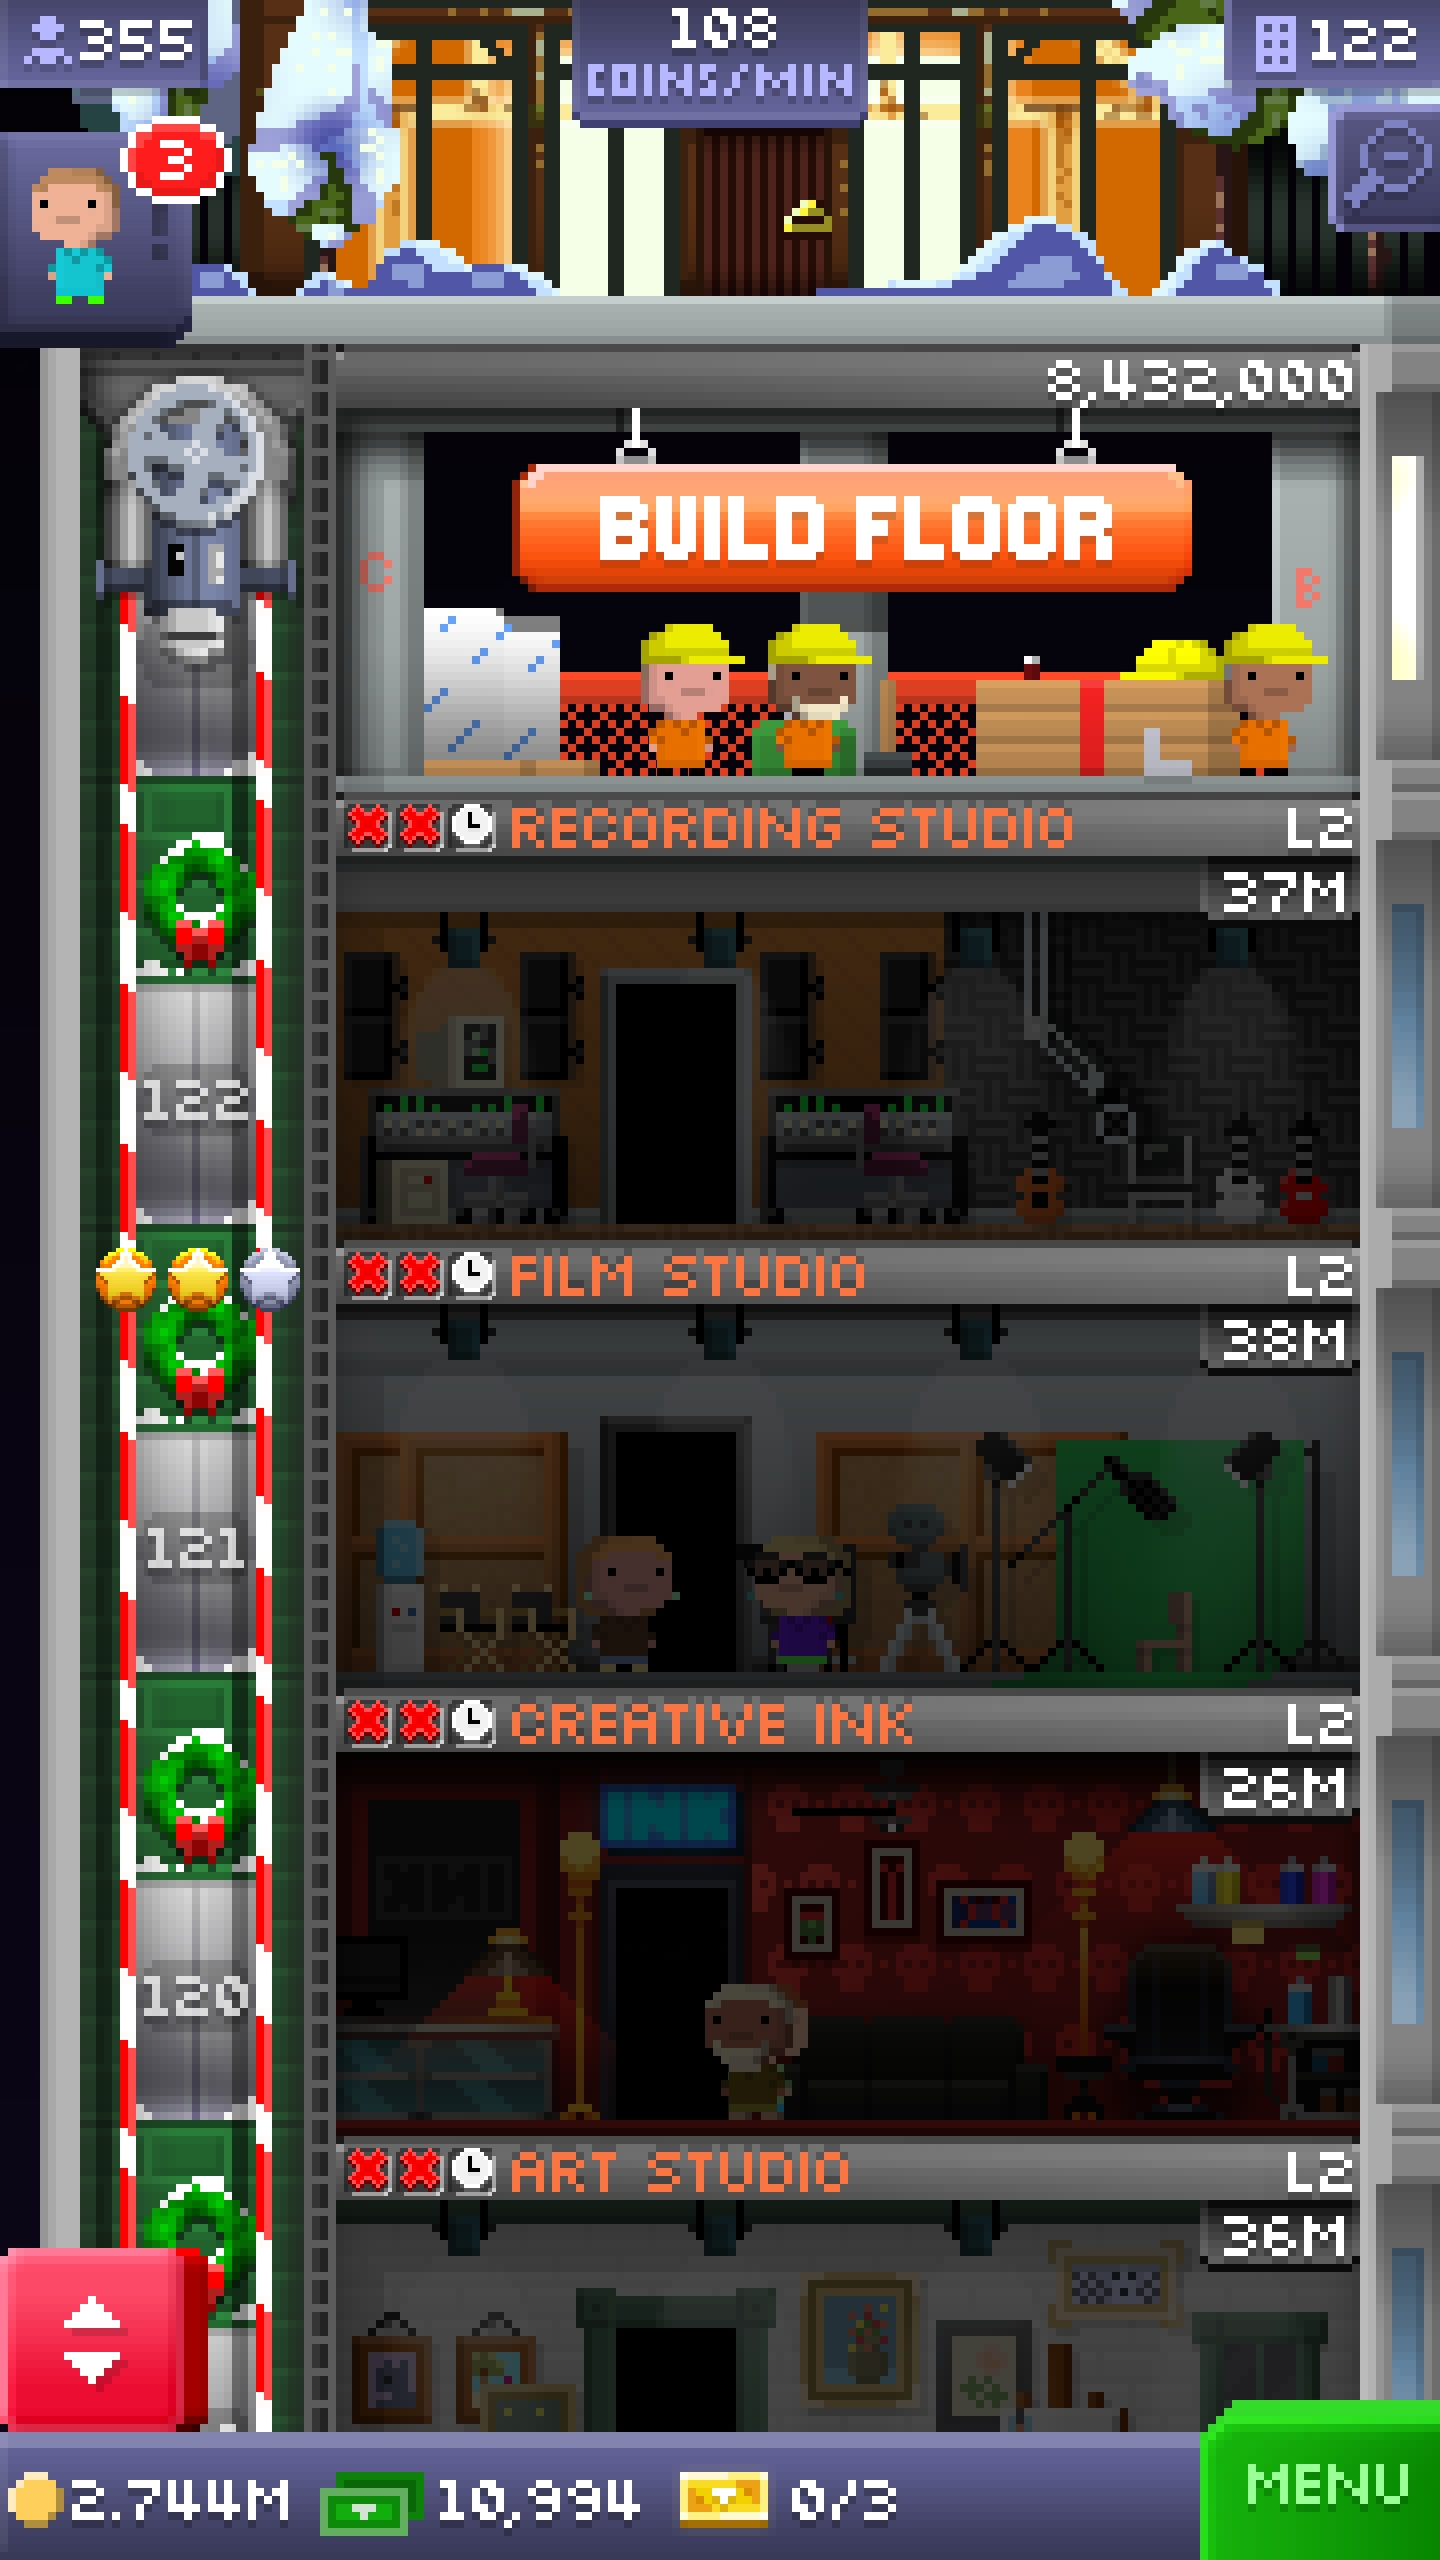 355
108
COINS/MIN
122
3
8,432,000
BUILD FLOOR
C
B
RECORDING STUDIO L2
37M
122
FILM STUDIO L2
38M
121
CREATIVE INK L2
26M
INK
120
ART STUDIO L2
36M
2.744M 10,994 0/3
MENU